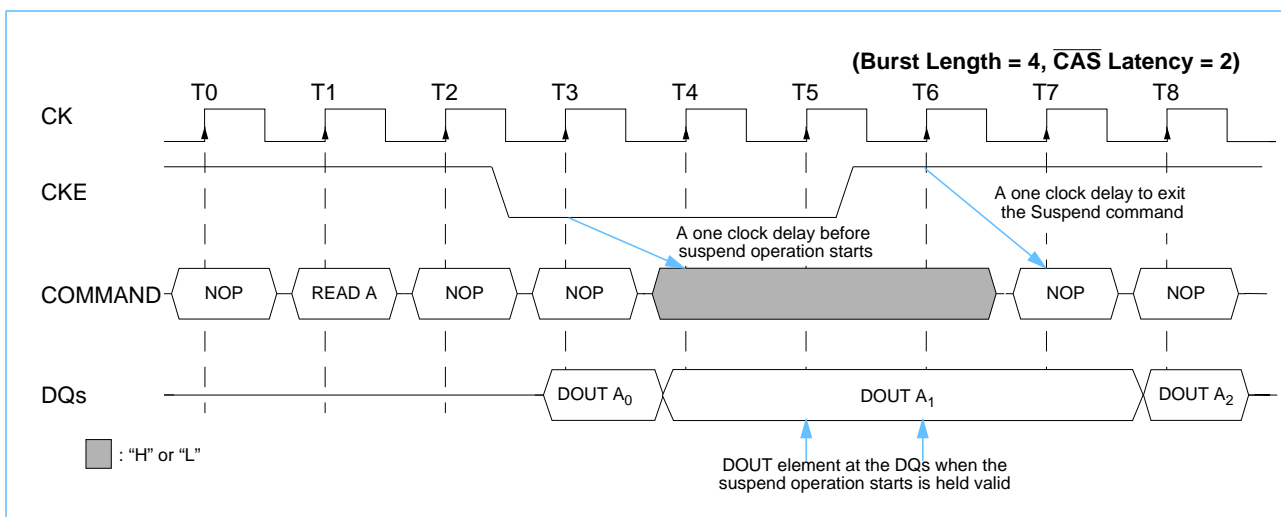 (Burst Length = 4, CAS Latency = 2)
T0 T1 T2 T3 T4 T5 T6 T7 T8
CK
CKE
A one clock delay to exit
the Suspend command
A one clock delay before
suspend operation starts
COMMAND NOP READ A NOP NOP NOP NOP
DQs DOUT A0 DOUT A1 DOUT A2
: “H” or “L”
DOUT element at the DQs when the
suspend operation starts is held valid